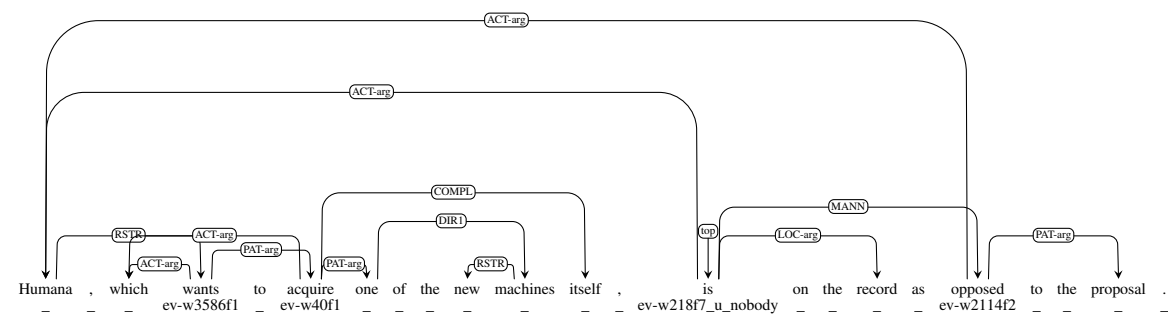 ACT-arg
ACT-arg
COMPL
MANN
DIR1
top
RSTR ACT-arg LOC-arg PAT-arg
PAT-arg
ACT-arg PAT-arg RSTR
Humana , which wants to acquire one of the new machines itself , is on the record as opposed to the proposal .
_ _ _ ev-w3586f1 _ ev-w40f1 _ _ _ _ _ _ _ ev-w218f7_u_nobody _ _ _ _ ev-w2114f2 _ _ _ _